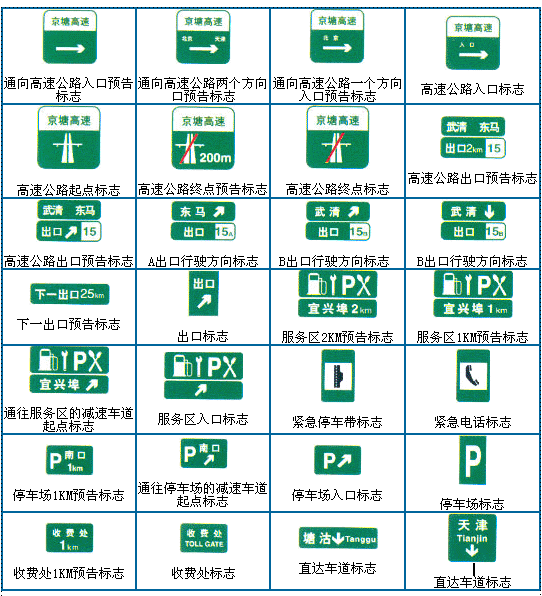 京塘高速
通向高速公路入口预告
标志
京塘高速
北京 天津
通向高速公路两个方向
口预告标志
京塘高速
北京
通向高速公路一个方向
入口预告标志
京塘高速
入口
高速公路入口标志
京塘高速
高速公路起点标志
京塘高速
200m
高速公路终点预告标志
京塘高速
高速公路终点标志
武清 东马
出口2km 15
高速公路出口预告标志
武清 东马
出口 15
高速公路出口预告标志
东马
出口 15A
A出口行驶方向标志
武清
出口 15B
B出口行驶方向标志
武清
出口 15B
B出口行驶方向标志
下一出口25km
下一出口预告标志
出口
出口标志
P
宜兴埠 2km
服务区2KM预告标志
P
宜兴埠 1km
服务区1KM预告标志
P
宜兴埠
通往服务区的减速车道
起点标志
P
服务区入口标志
紧急停车带标志
紧急电话标志
P南口
1km
停车场1KM预告标志
P南口
通往停车场的减速车道
起点标志
P
停车场入口标志
P
停车场标志
收费处
1km
收费处1KM预告标志
收费处
TOLL GATE
收费处标志
塘沽 Tanggu
直达车道标志
天津
Tianjin
直达车道标志